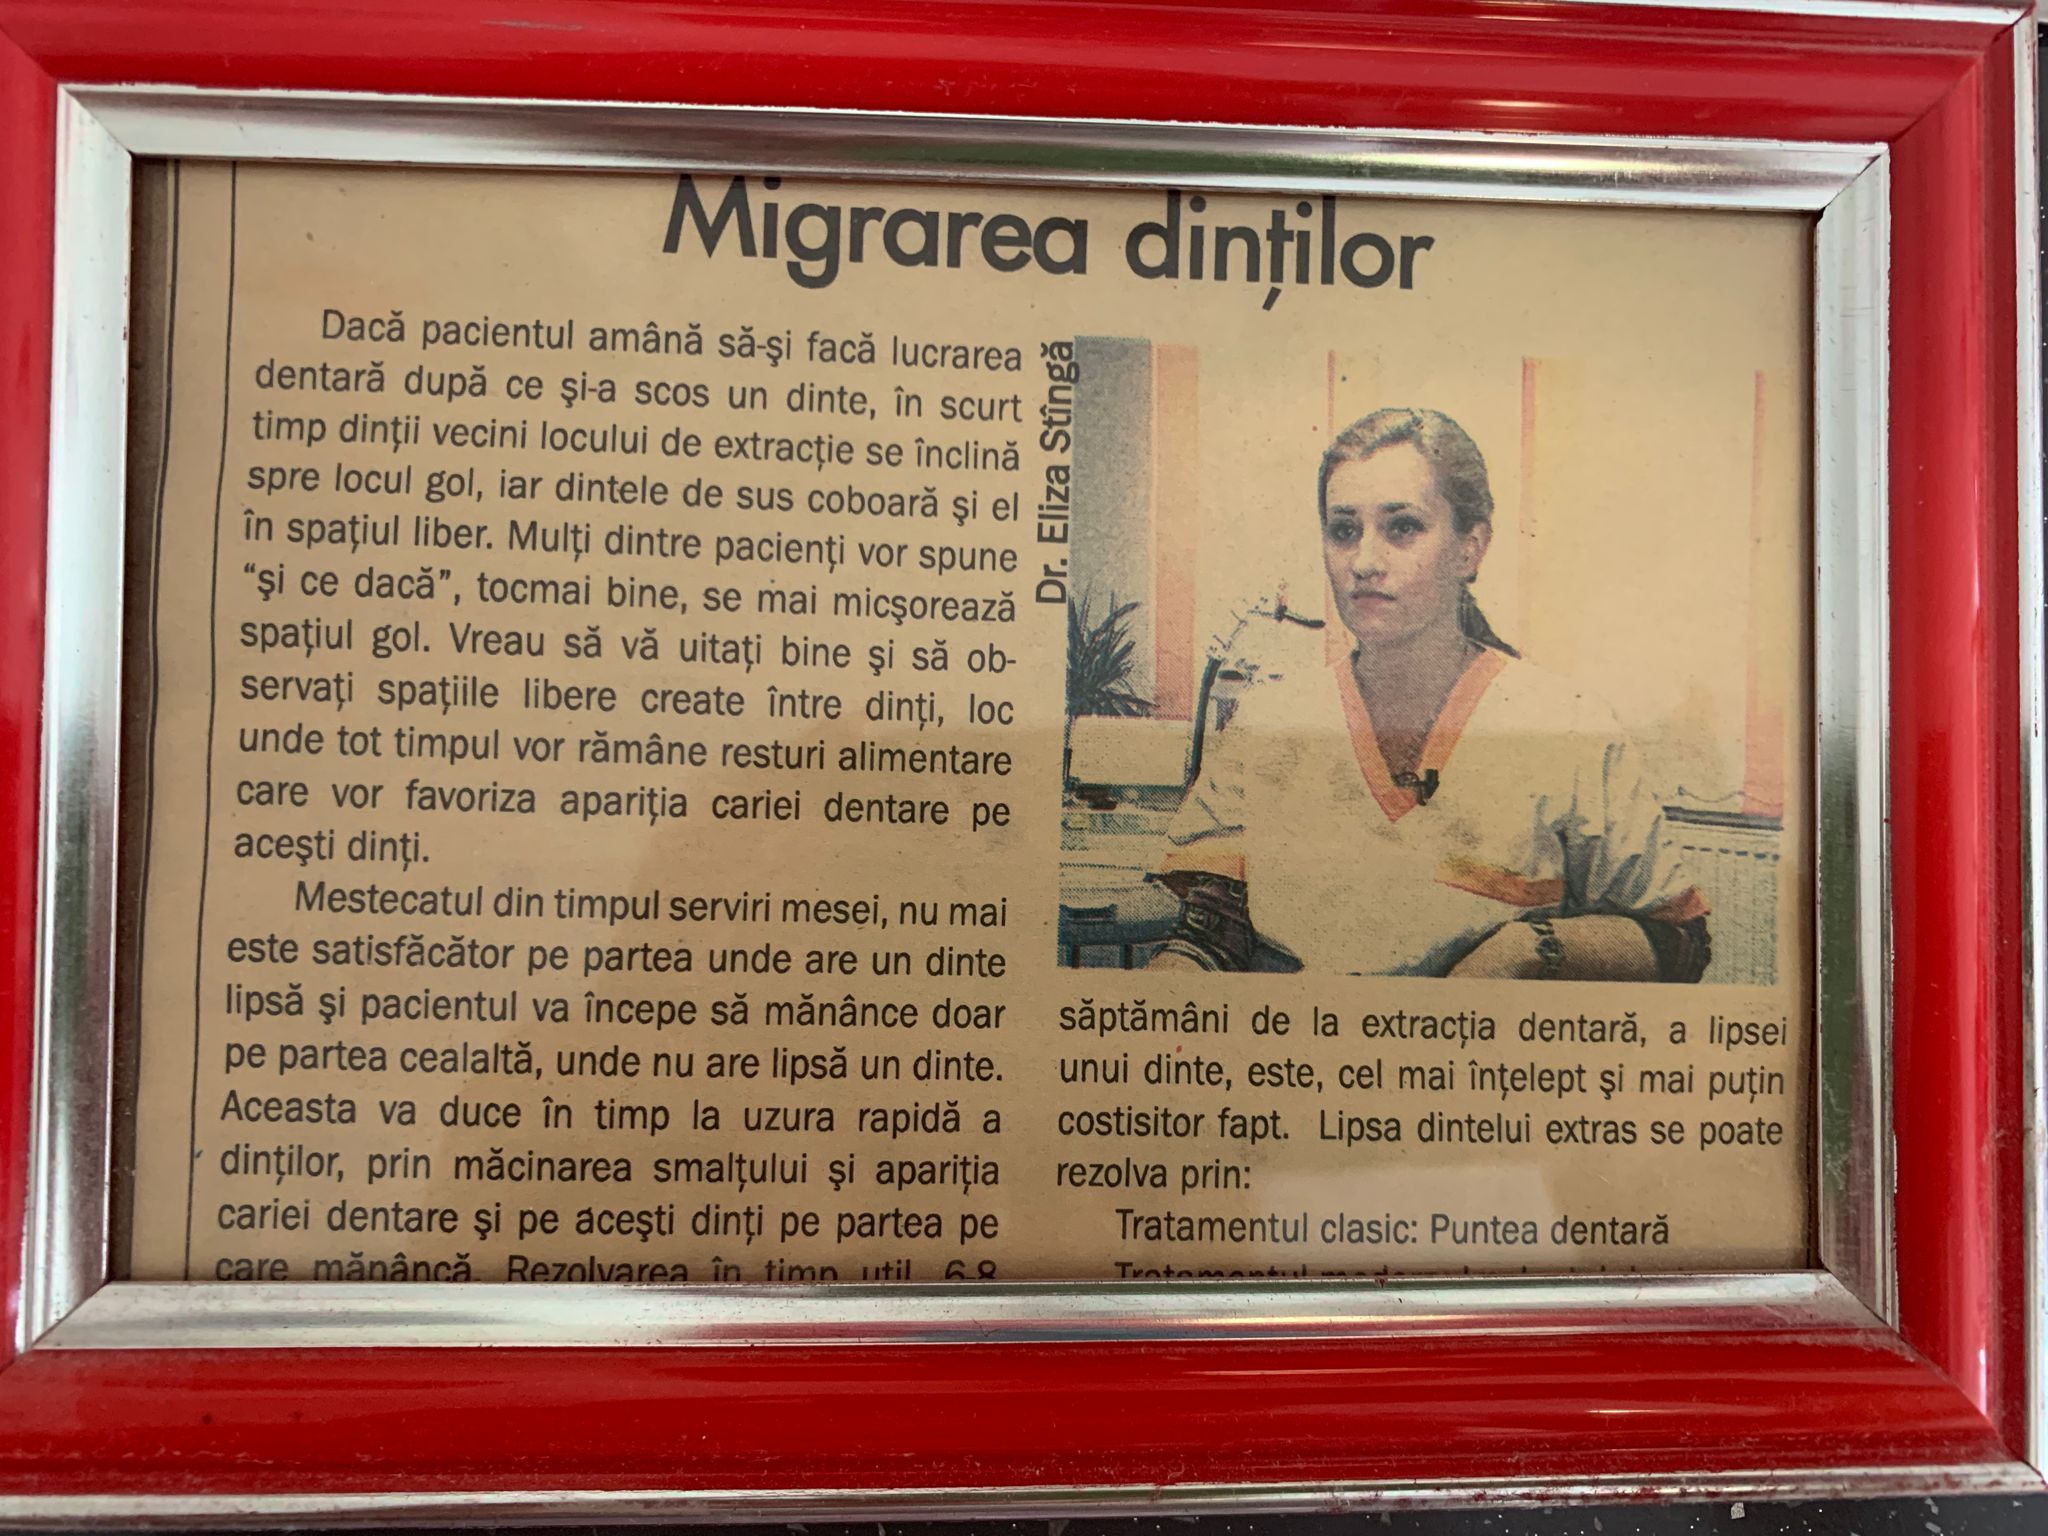 Migrarea dinților
Dacă pacientul amână să-şi facă lucrarea
dentară după ce şi-a scos un dinte, în scurt
timp dinții vecini locului de extracție se înclină
spre locul gol, iar dintele de sus coboară şi el
în spațiul liber. Mulți dintre pacienți vor spune
“şi ce dacă”, tocmai bine, se mai micşorează
spațiul gol. Vreau să vă uitați bine şi să ob-
servați spațiile libere create între dinți, loc
unde tot timpul vor rămâne resturi alimentare
care vor favoriza apariția cariei dentare pe
aceşti dinți.
Mestecatul din timpul serviri mesei, nu mai
este satisfăcător pe partea unde are un dinte
lipsă şi pacientul va începe să mănânce doar
pe partea cealaltă, unde nu are lipsă un dinte.
Aceasta va duce în timp la uzura rapidă a
dinților, prin măcinarea smalțului şi apariția
cariei dentare şi pe aceşti dinți pe partea pe
care mănâncă. Rezolvarea în timp util, 6-8
Dr. Eliza Stîngă
săptămâni de la extracția dentară, a lipsei
unui dinte, este, cel mai înțelept şi mai puțin
costisitor fapt. Lipsa dintelui extras se poate
rezolva prin:
Tratamentul clasic: Puntea dentară
Tratamentul